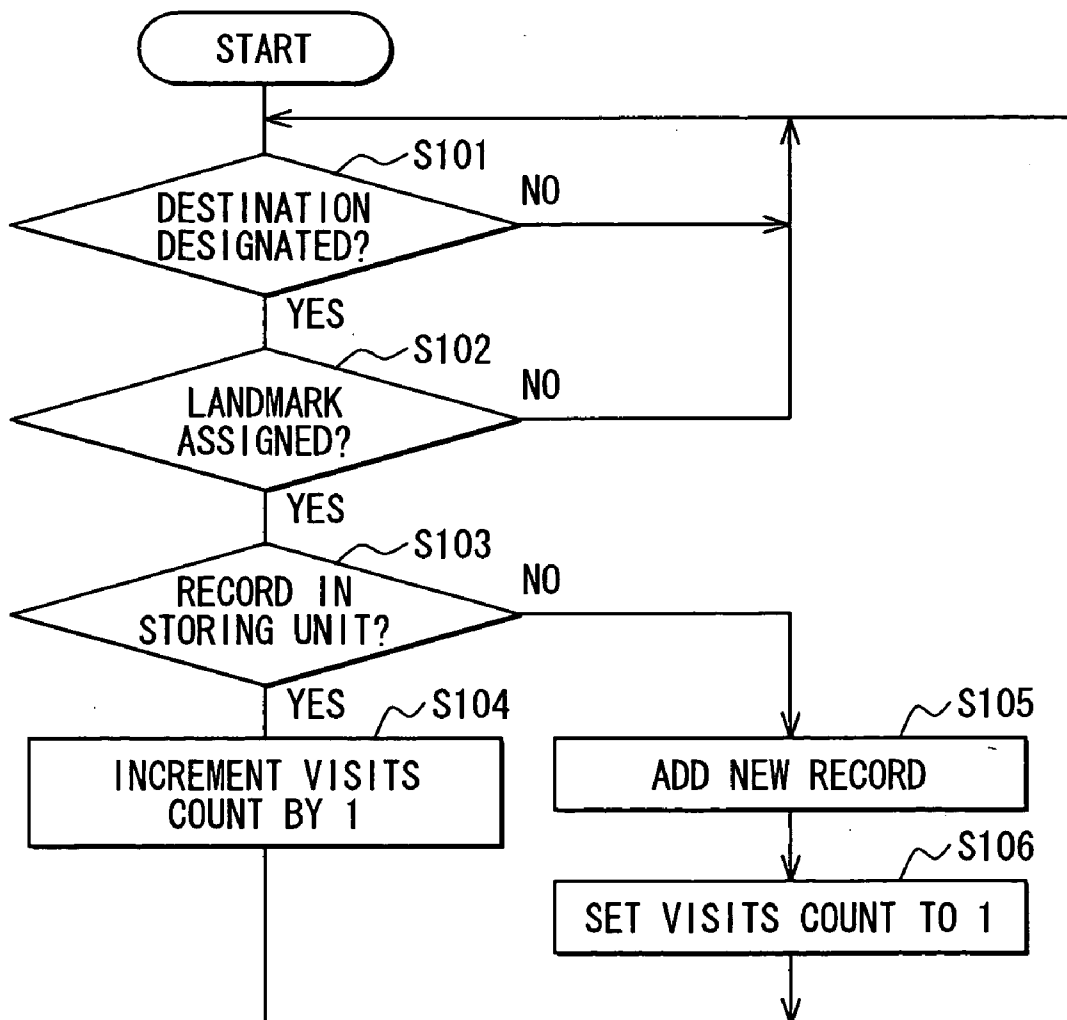 START
S101
DESTINATION
DESIGNATED?
NO
YES
S102
LANDMARK
ASSIGNED?
NO
YES
S103
RECORD IN
STORING UNIT?
NO
YES
S104
INCREMENT VISITS
COUNT BY 1
S105
ADD NEW RECORD
S106
SET VISITS COUNT TO 1